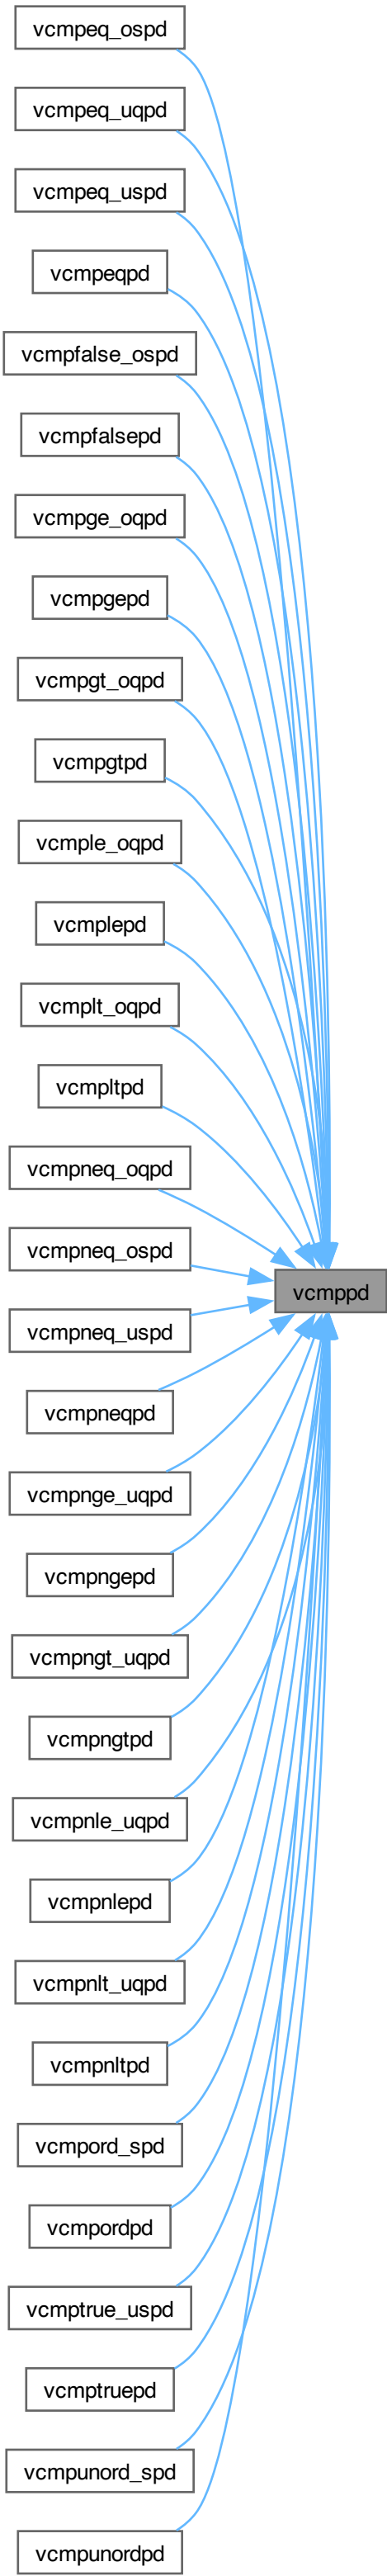 vcmpeq_ospd
vcmpeq_uqpd
vcmpeq_uspd
vcmpeqpd
vcmpfalse_ospd
vcmpfalsepd
vcmpge_oqpd
vcmpgepd
vcmpgt_oqpd
vcmpgtpd
vcmple_oqpd
vcmplepd
vcmplt_oqpd
vcmpltpd
vcmpneq_oqpd
vcmpneq_ospd
vcmppd
vcmpneq_uspd
vcmpneqpd
vcmpnge_uqpd
vcmpngepd
vcmpngt_uqpd
vcmpngtpd
vcmpnle_uqpd
vcmpnlepd
vcmpnlt_uqpd
vcmpnltpd
vcmpord_spd
vcmpordpd
vcmptrue_uspd
vcmptruepd
vcmpunord_spd
vcmpunordpd